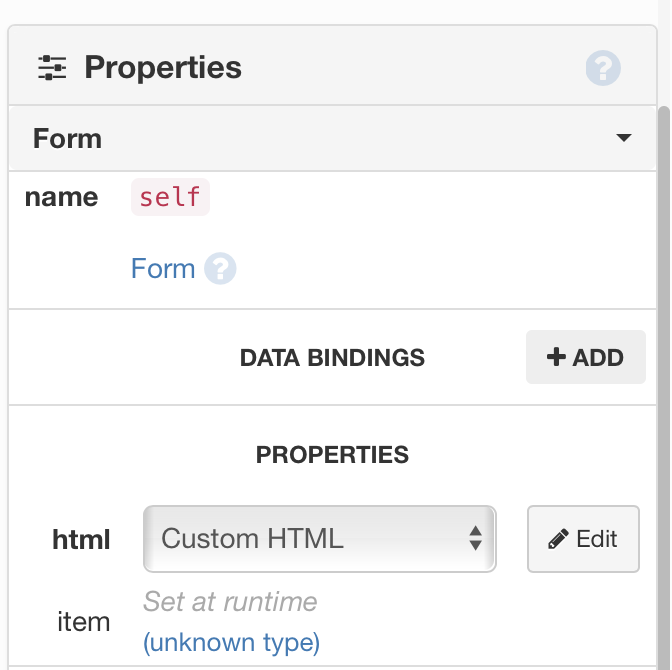 Properties
?
Form
name self
Form ?
DATA BINDINGS + ADD
PROPERTIES
html Custom HTML Edit
item Set at runtime
(unknown type)